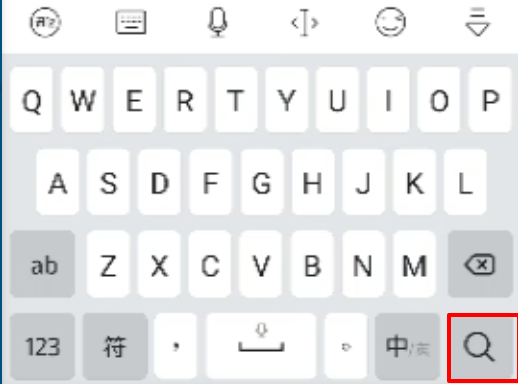 Q W E R T Y U I O P
A S D F G H J K L
ab Z X C V B N M
123 符 , 。 中/英